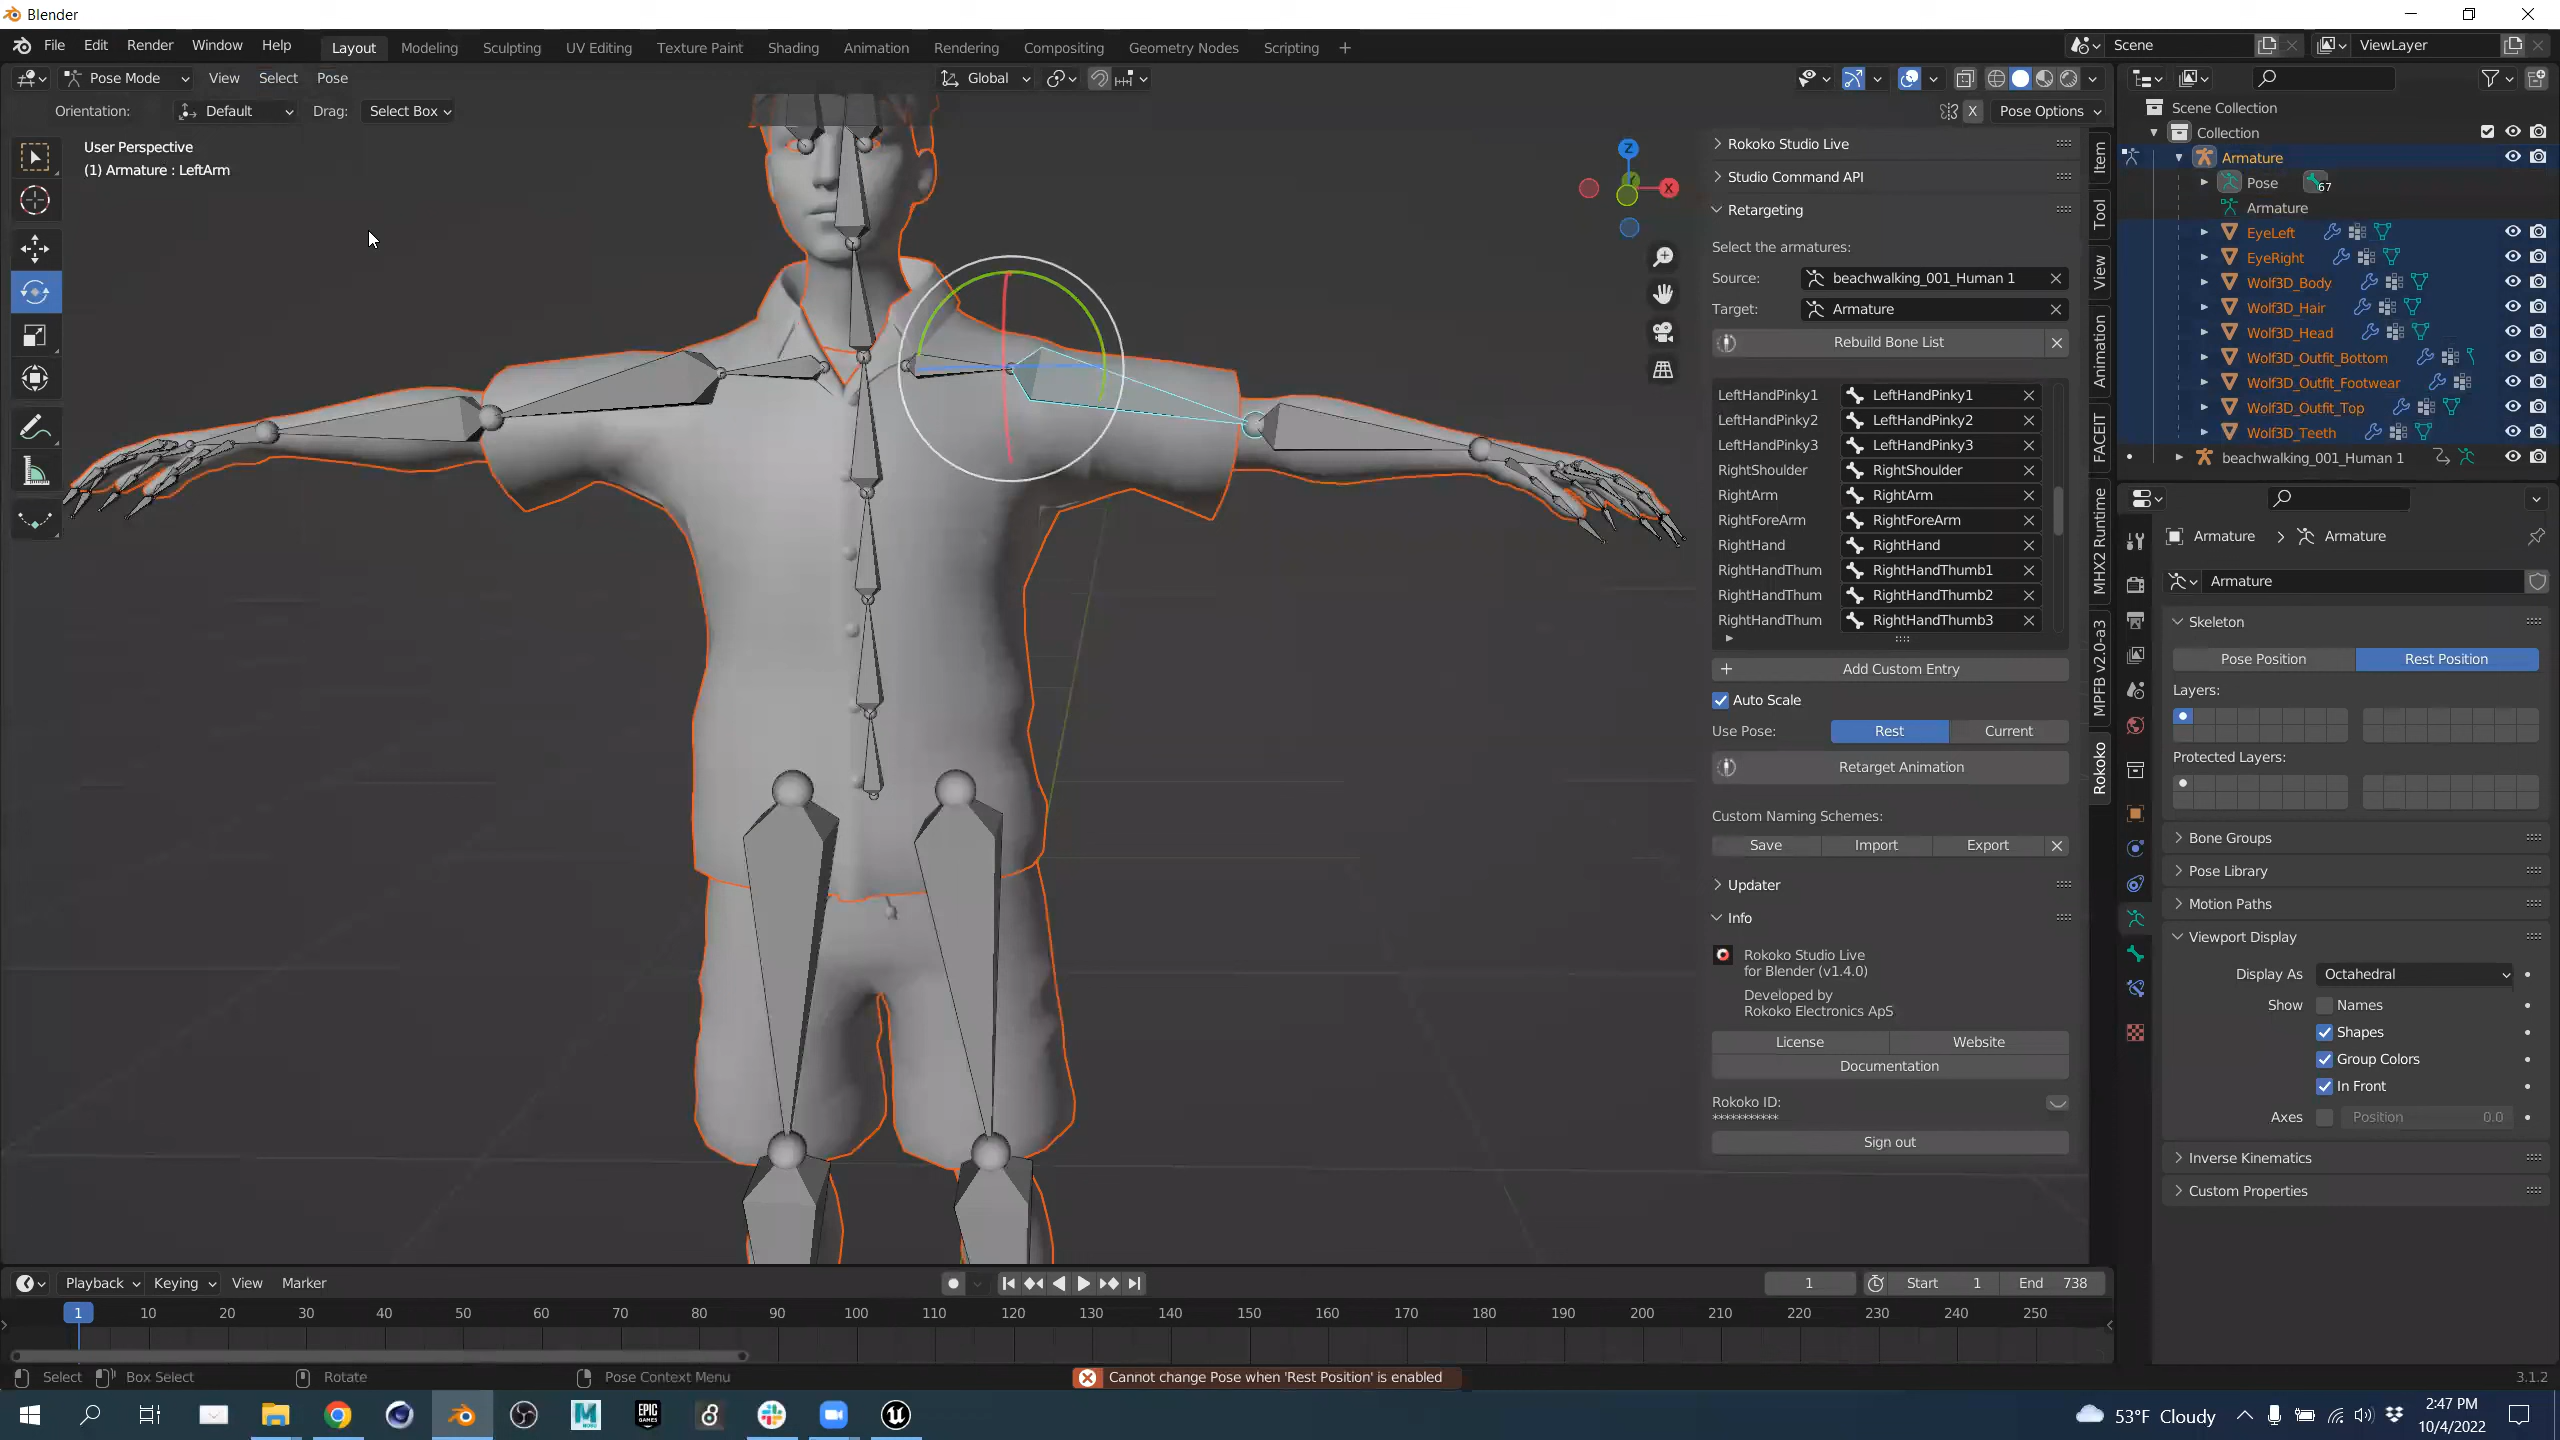 Blender
File Edit Render Window Help Layout Modeling Sculpting UV Editing Texture Paint Shading Animation Rendering Compositing Geometry Nodes Scripting + Scene ViewLayer
Pose Mode View Select Pose Global
Orientation: Default Drag: Select Box X Pose Options
User Perspective
(1) Armature : LeftArm
Z
X
Rokoko Studio Live
Studio Command API
Retargeting
Select the armatures:
Source: beachwalking_001_Human 1
Target: Armature
Rebuild Bone List
LeftHandPinky1 LeftHandPinky1
LeftHandPinky2 LeftHandPinky2
LeftHandPinky3 LeftHandPinky3
RightShoulder RightShoulder
RightArm RightArm
RightForeArm RightForeArm
RightHand RightHand
RightHandThum RightHandThumb1
RightHandThum RightHandThumb2
RightHandThum RightHandThumb3
Add Custom Entry
Auto Scale
Use Pose: Rest Current
Retarget Animation
Custom Naming Schemes:
Save Import Export
Updater
Info
Rokoko Studio Live
for Blender (v1.4.0)
Developed by
Rokoko Electronics ApS
License Website
Documentation
Rokoko ID:
***********
Sign out
Item
Tool
View
Animation
FACEIT
MHX2 Runtime
MPFB v2.0-a3
Rokoko
Scene Collection
Collection
Armature
Pose 67
Armature
EyeLeft
EyeRight
Wolf3D_Body
Wolf3D_Hair
Wolf3D_Head
Wolf3D_Outfit_Bottom
Wolf3D_Outfit_Footwear
Wolf3D_Outfit_Top
Wolf3D_Teeth
beachwalking_001_Human 1
Armature > Armature
Armature
Skeleton
Pose Position Rest Position
Layers:
Protected Layers:
Bone Groups
Pose Library
Motion Paths
Viewport Display
Display As Octahedral
Show Names
Shapes
Group Colors
In Front
Axes Position 0.0
Inverse Kinematics
Custom Properties
Playback Keying View Marker 1 Start 1 End 738
1 10 20 30 40 50 60 70 80 90 100 110 120 130 140 150 160 170 180 190 200 210 220 230 240 250
Select Box Select Rotate Pose Context Menu Cannot change Pose when 'Rest Position' is enabled 3.1.2
EPIC GAMES
53°F Cloudy
2:47 PM
10/4/2022